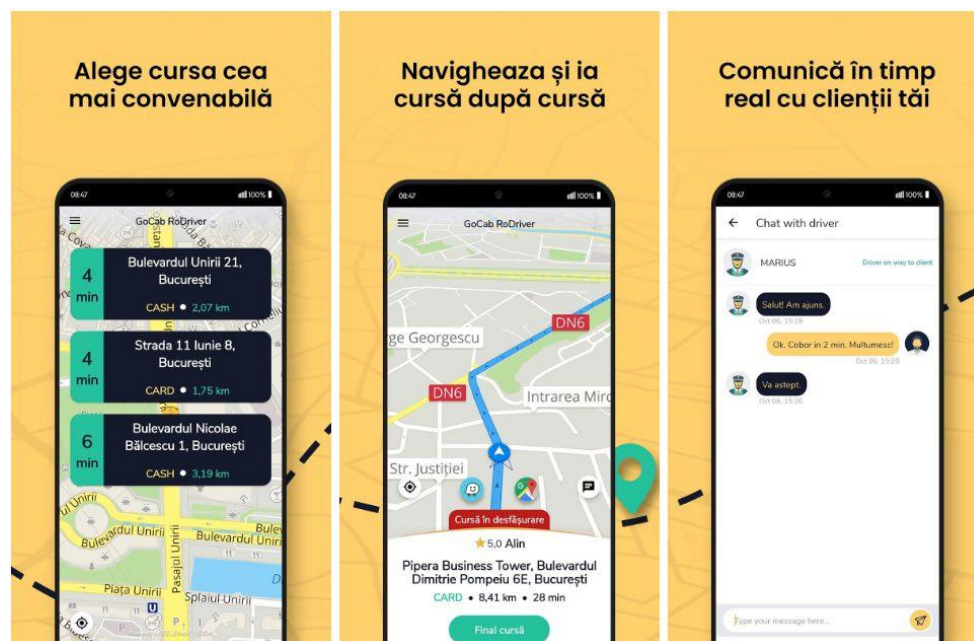 Alege cursa cea
mai convenabilă
08:47
100%
GoCab RoDriver
4
min
Bulevardul Unirii 21,
București
CASH • 2,07 km
4
min
Strada 11 Iunie 8,
București
CARD • 1,75 km
6
min
Bulevardul Nicolae
Bălcescu 1, București
CASH • 3,19 km
Bulevardul Unirii
Bulevardul Uniri
Pasajul Unirii
Piața Unirii
Splaiul Unirii
U
P
Navigheaza și ia
cursă după cursă
08:47
100%
GoCab RoDriver
DN6
ge Georgescu
DN6
Intrarea Miro
Str. Justiției
Cursă în desfășurare
5,0 Alin
Pipera Business Tower, Bulevardul
Dimitrie Pompeiu 6E, București
CARD • 8,41 km • 28 min
Final cursă
Comunică în timp
real cu clienții tăi
08:47
100%
Chat with driver
MARIUS
Driver on way to client
Salut! Am ajuns.
Oct 06, 15:19
Ok. Cobor in 2 min. Multumesc!
Oct 06, 15:20
Va astept.
Oct 06, 15:20
Type your message here...